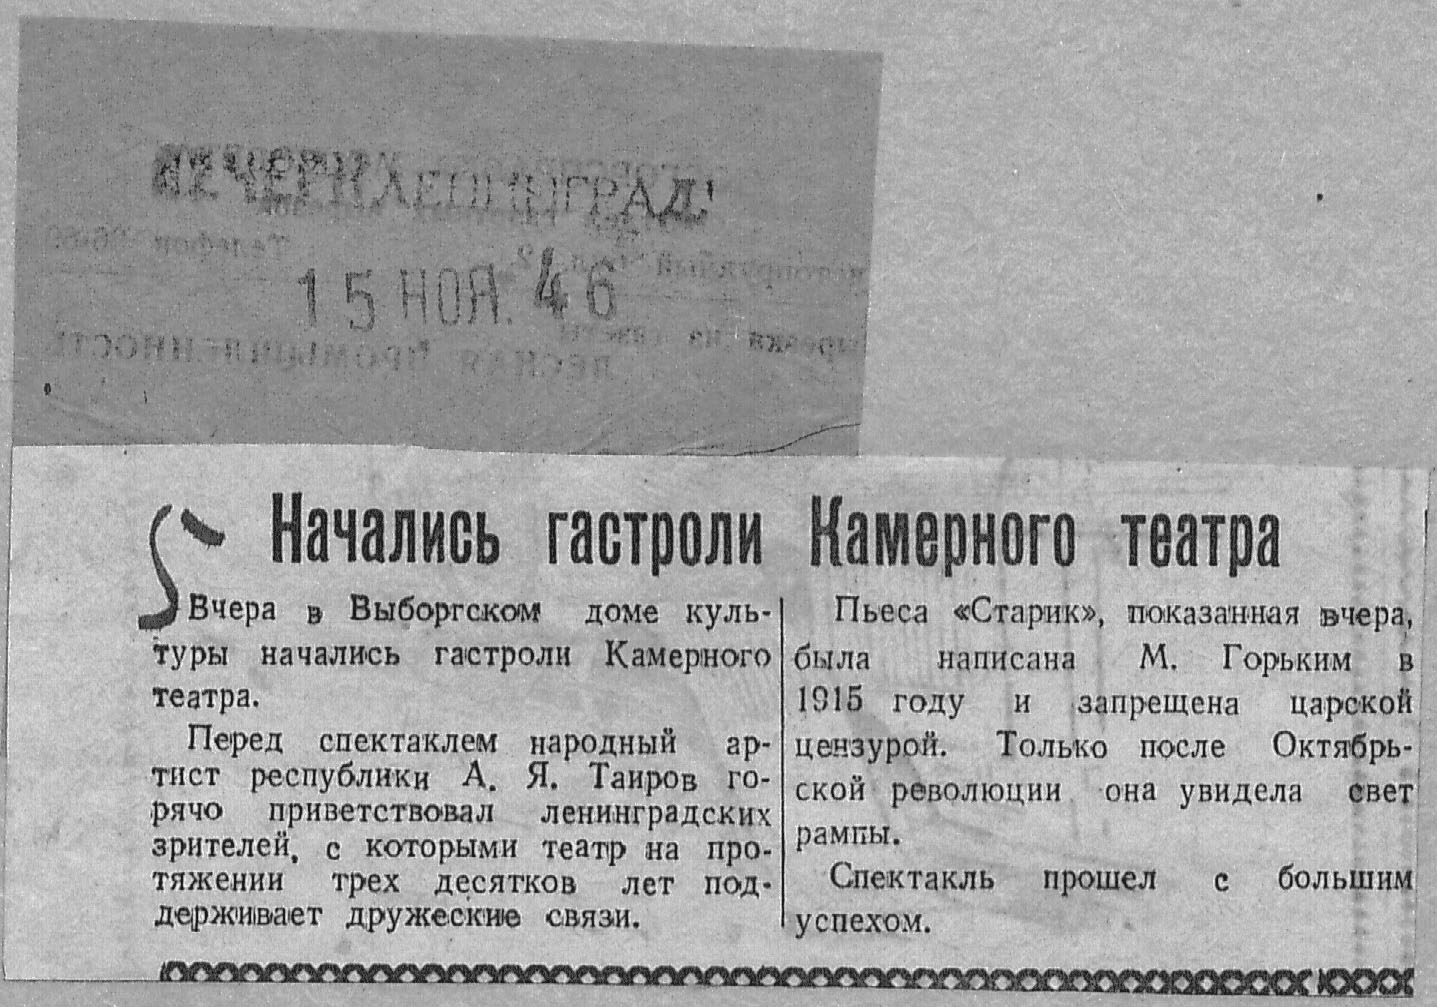 ВЕЧЕРН. ЛЕНИНГРАД
15 НОЯ. 46
Начались гастроли Камерного театра
Вчера в Выборгском доме куль-
туры начались гастроли Камерного
театра.
Перед спектаклем народный ар-
тист республики А. Я. Таиров го-
рячо приветствовал ленинградских
зрителей, с которыми театр на про-
тяжении трех десятков лет под-
держивает дружеские связи.
Пьеса «Старик», показанная вчера,
была написана М. Горьким в
1915 году и запрещена царской
цензурой. Только после Октябрь-
ской революции она увидела свет
рампы.
Спектакль прошел с большим
успехом.